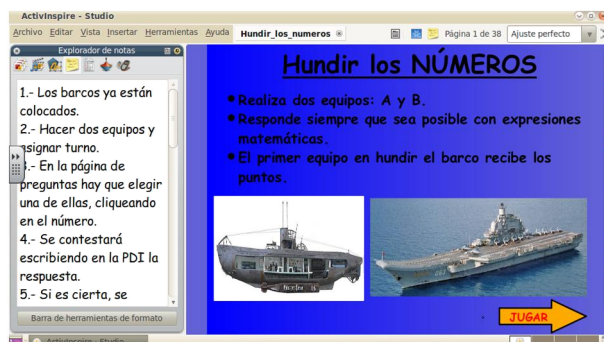 ActivInspire - Studio
Archivo Editar Vista Insertar Herramientas Ayuda
Hundir_los_numeros
Página 1 de 38
Ajuste perfecto
Explorador de notas
1.- Los barcos ya están
colocados.
2.- Hacer dos equipos y
asignar turno.
3.- En la página de
preguntas hay que elegir
una de ellas, cliqueando
en el número.
4.- Se contestará
escribiendo en la PDI la
respuesta.
5.- Si es cierta, se
Barra de herramientas de formato
Hundir los NÚMEROS
Realiza dos equipos: A y B.
Responde siempre que sea posible con expresiones
matemáticas.
El primer equipo en hundir el barco recibe los
puntos.
JUGAR
ActivInspire - Studio